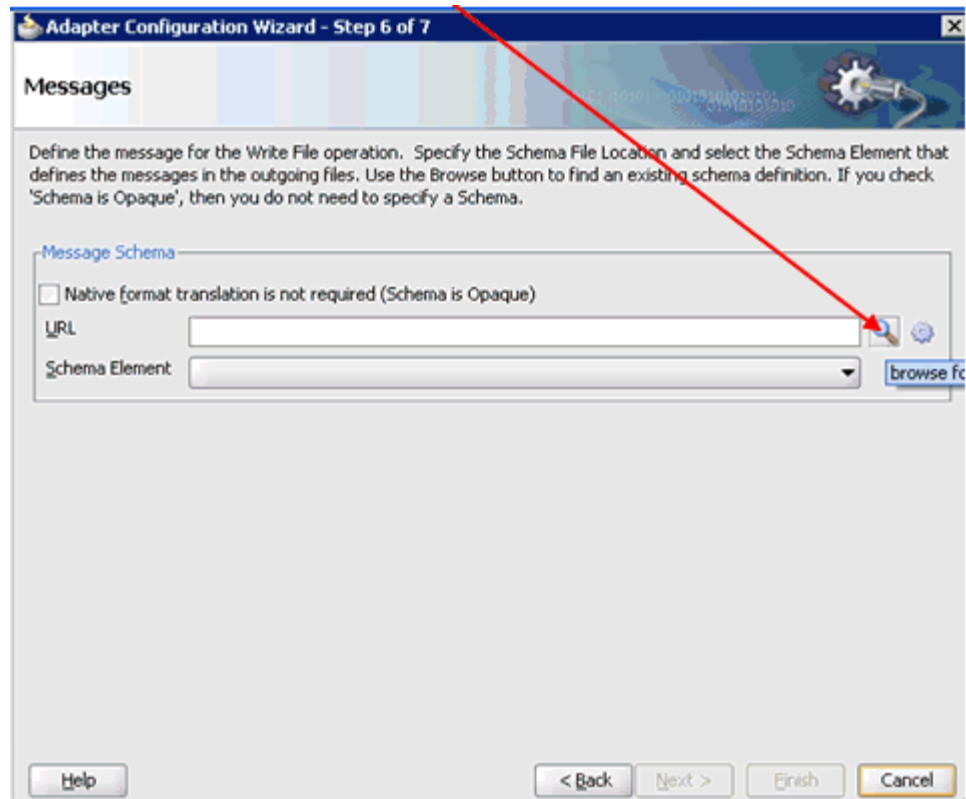 Adapter Configuration Wizard - Step 6 of 7
Messages
Define the message for the Write File operation. Specify the Schema File Location and select the Schema Element that
defines the messages in the outgoing files. Use the Browse button to find an existing schema definition. If you check
'Schema is Opaque', then you do not need to specify a Schema.
Message Schema
Native format translation is not required (Schema is Opaque)
URL
Schema Element
browse fo
Help
< Back
Next >
Finish
Cancel